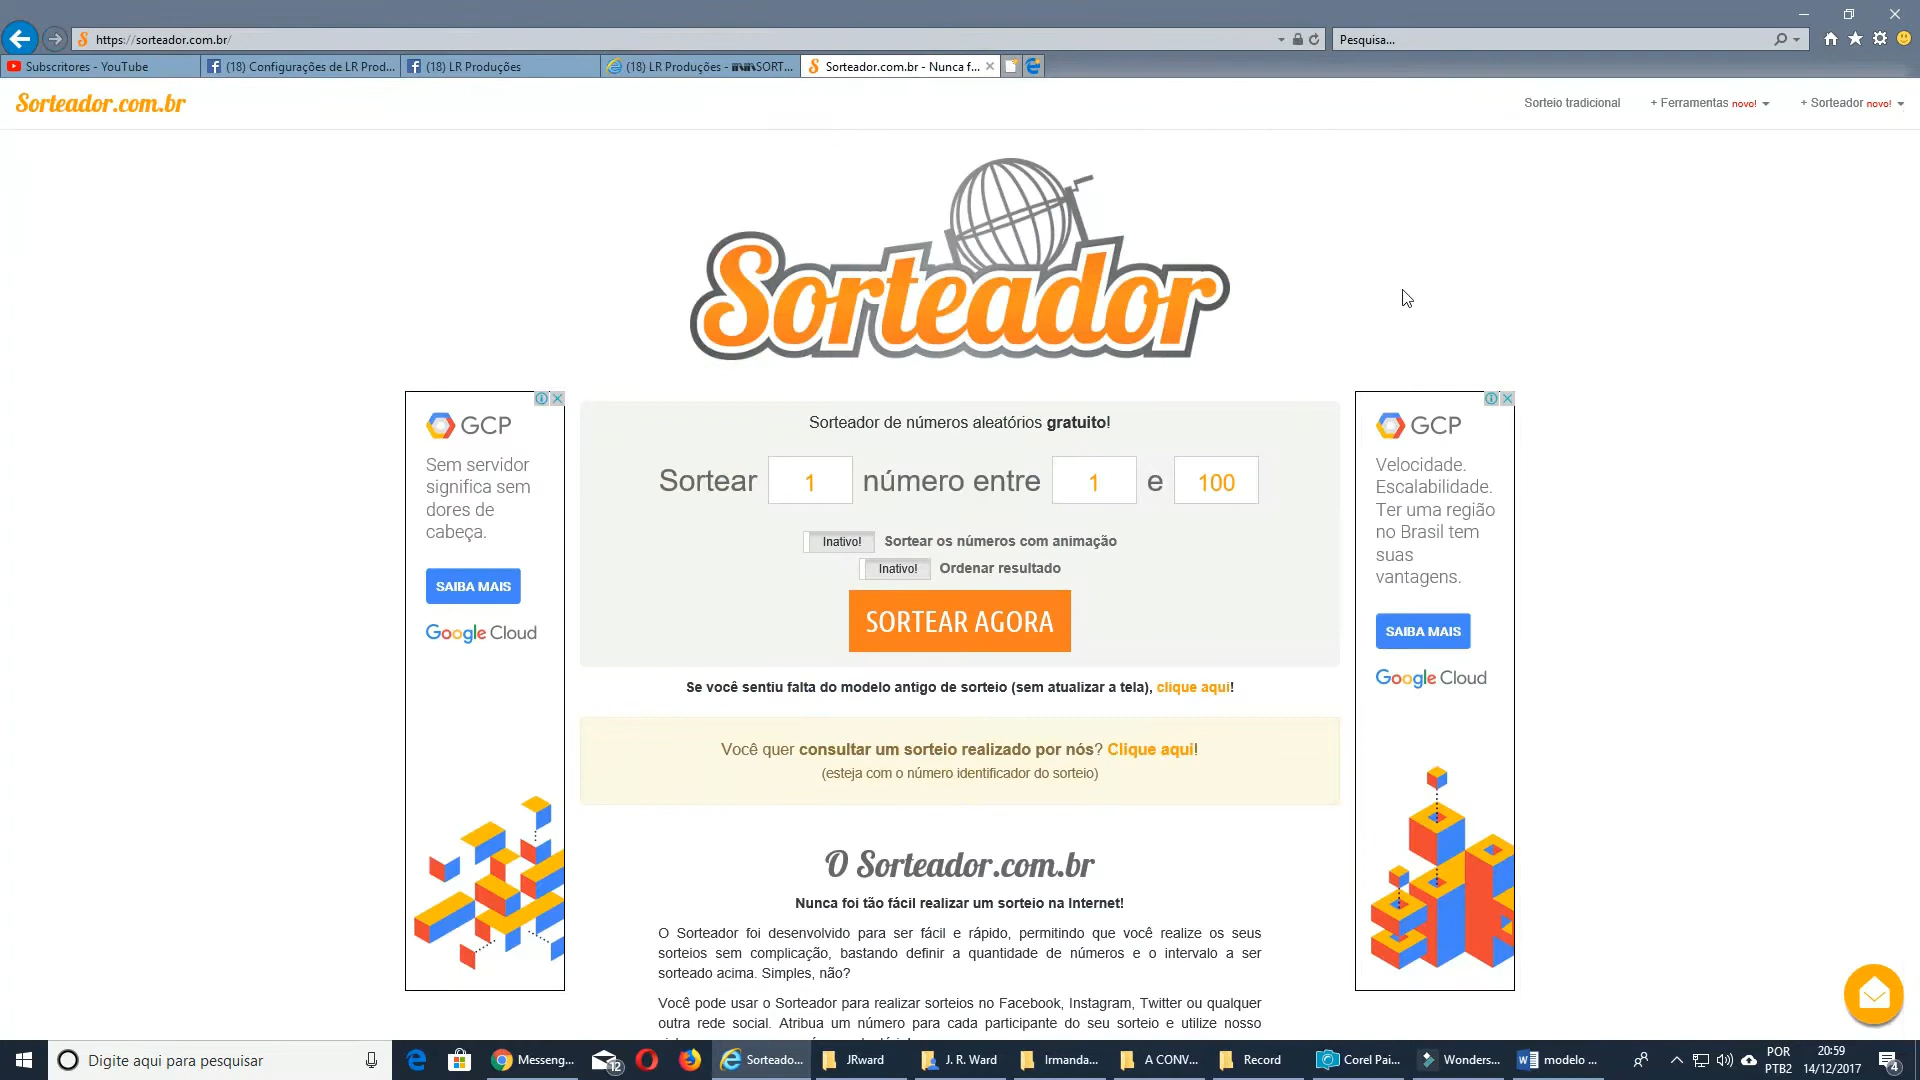 https://sorteador.com.br/
Pesquisa...
Subscritores - YouTube
(18) Configurações de LR Prod...
(18) LR Produções
(18) LR Produções -
SORT...
Sorteador.com.br - Nunca f...
Sorteador.com.br
Sorteio tradicional
+ Ferramentas novo!
+ Sorteador novo!
Sorteador
GCP
Sem servidor
significa sem
dores de
cabeça.
SAIBA MAIS
Google Cloud
Sorteador de números aleatórios gratuito!
Sortear 1 número entre 1 e 100
Inativo! Sortear os números com animação
Inativo! Ordenar resultado
SORTEAR AGORA
Se você sentiu falta do modelo antigo de sorteio (sem atualizar a tela), clique aqui!
Você quer consultar um sorteio realizado por nós? Clique aqui!
(esteja com o número identificador do sorteio)
O Sorteador.com.br
Nunca foi tão fácil realizar um sorteio na Internet!
O Sorteador foi desenvolvido para ser fácil e rápido, permitindo que você realize os seus
sorteios sem complicação, bastando definir a quantidade de números e o intervalo a ser
sorteado acima. Simples, não?
Você pode usar o Sorteador para realizar sorteios no Facebook, Instagram, Twitter ou qualquer
outra rede social. Atribua um número para cada participante do seu sorteio e utilize nosso
GCP
Velocidade.
Escalabilidade.
Ter uma região
no Brasil tem
suas
vantagens.
SAIBA MAIS
Google Cloud
Digite aqui para pesquisar
Messeng...
12
Sorteado...
JRward
J. R. Ward
Irmanda...
A CONV...
Record
Corel Pai...
Wonders...
modelo ...
POR
PTB2
20:59
14/12/2017
4